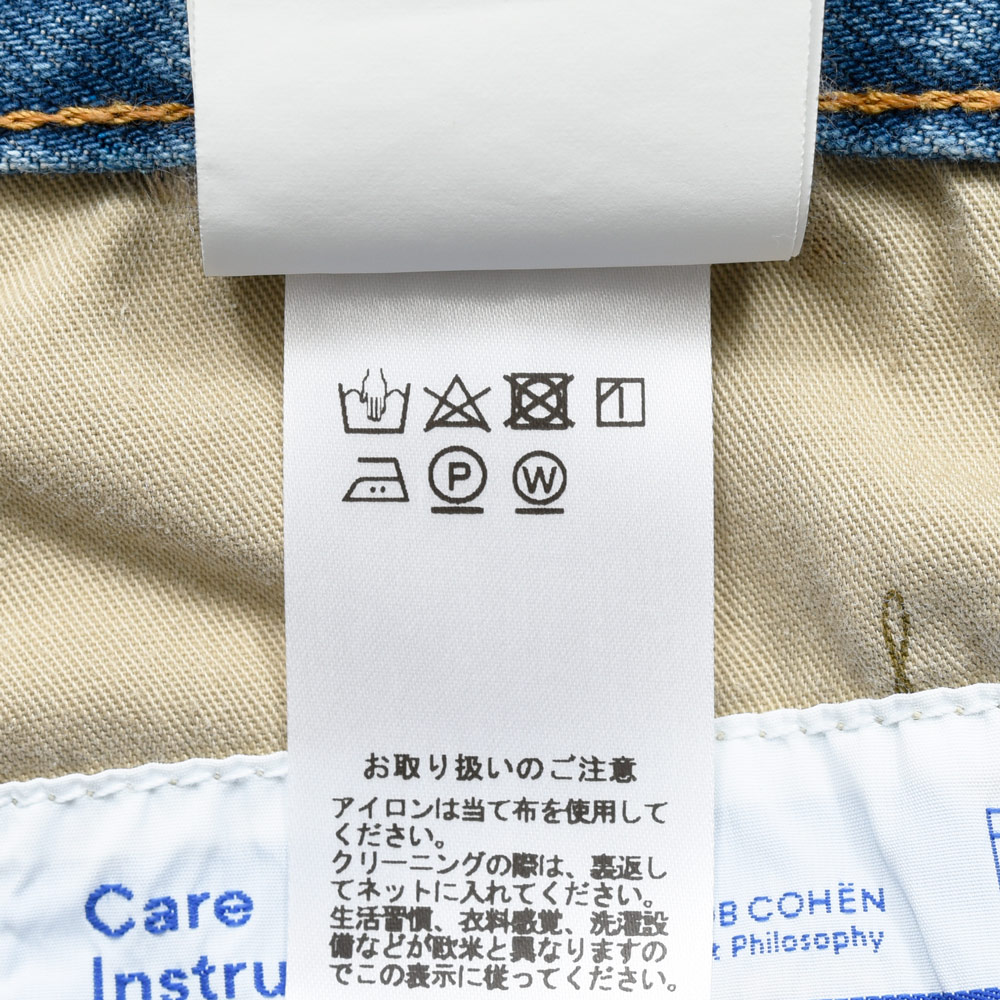 P
W
お取り扱いのご注意
アイロンは当て布を使用して
ください。
クリーニングの際は、裏返し
てネットに入れてください。
生活習慣、衣料感覚、洗濯設
備などが欧米と異なりますの
でこの表示に従ってください。
Care
Instru
OB COHËN
t Philosophy